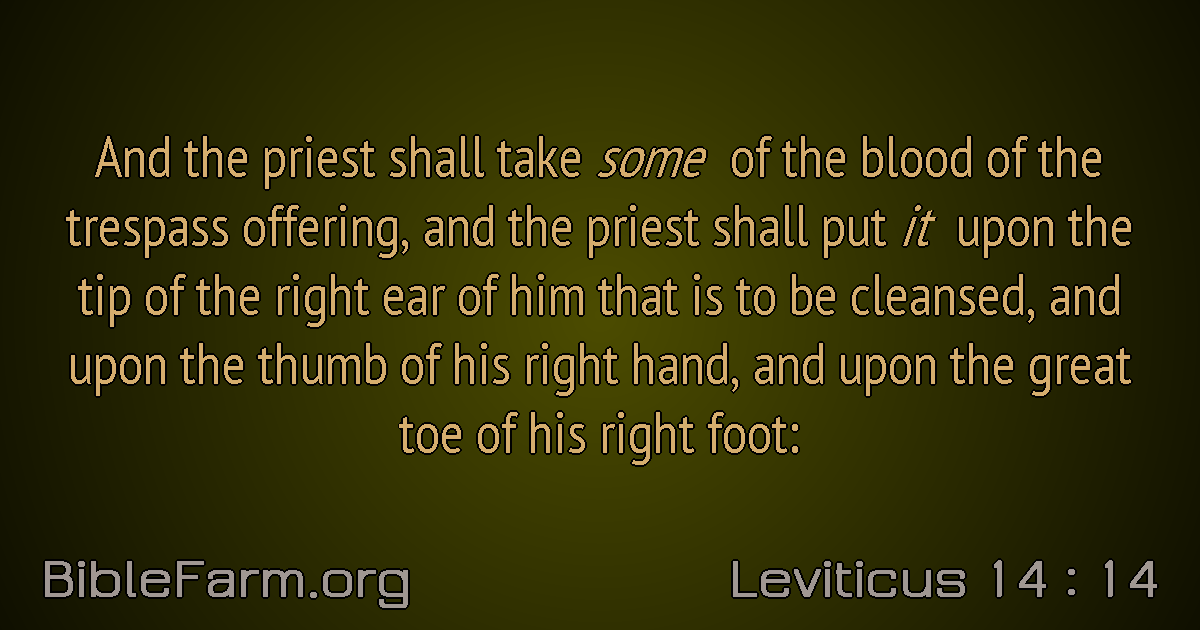 And the priest shall take some of the blood of the
trespass offering, and the priest shall put it upon the
tip of the right ear of him that is to be cleansed, and
upon the thumb of his right hand, and upon the great
toe of his right foot:
BibleFarm.org
Leviticus 14 : 14